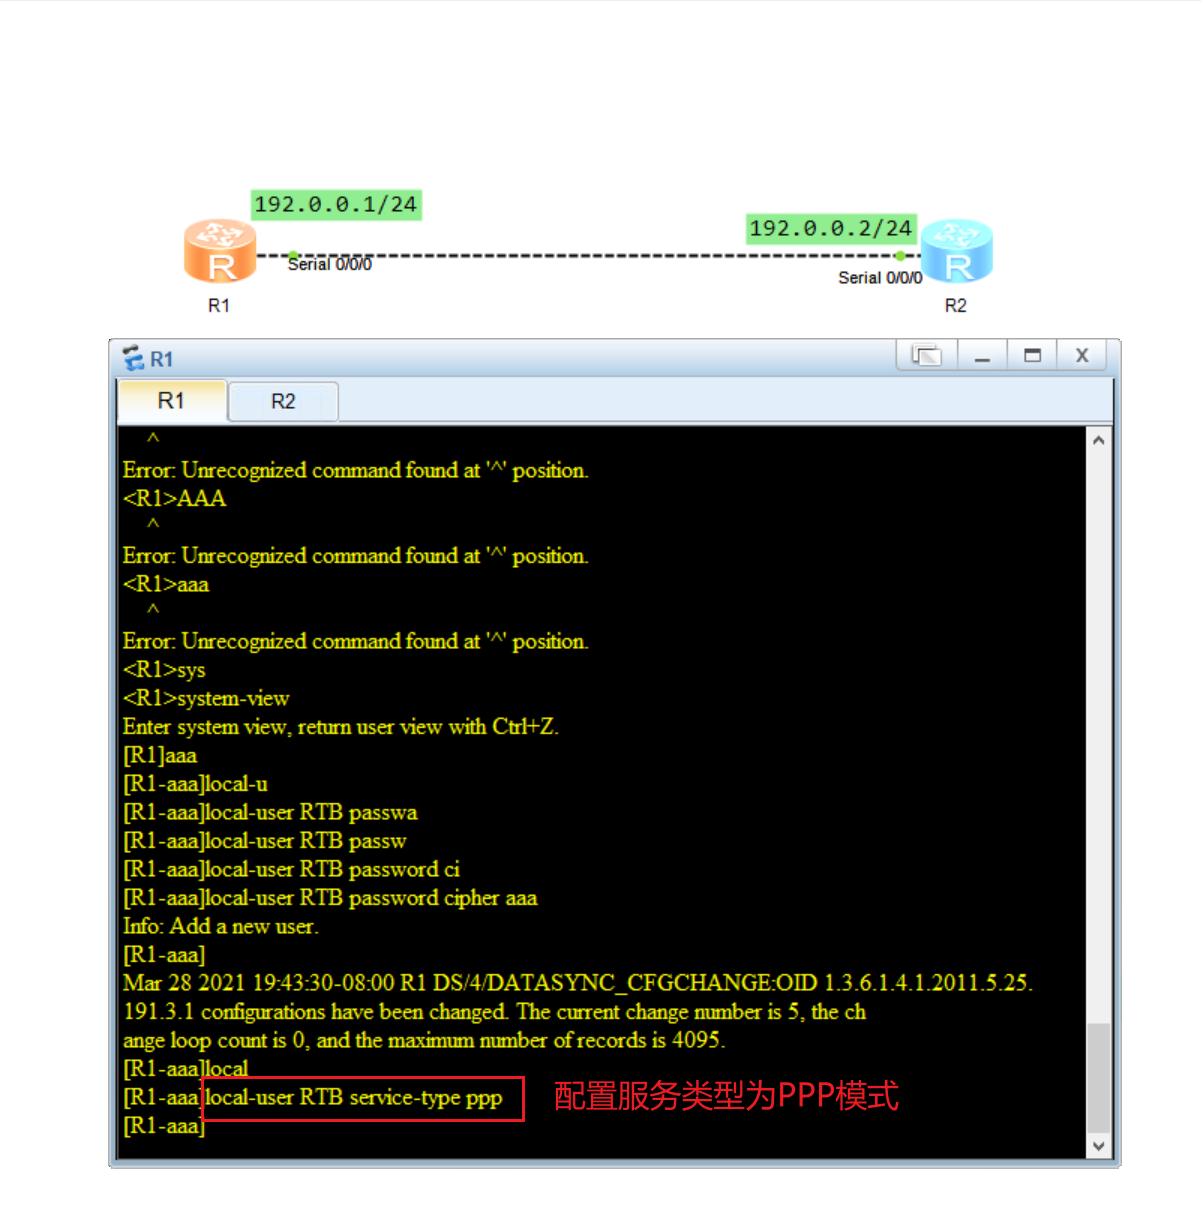 192.0.0.1/24
192.0.0.2/24
Serial 0/0/0
Serial 0/0/0
R
R
R1
R2
R1
X
R1
R2
^
Error: Unrecognized command found at '^' position.
<R1>AAA
^
Error: Unrecognized command found at '^' position.
<R1>aaa
^
Error: Unrecognized command found at '^' position.
<R1>sys
<R1>system-view
Enter system view, return user view with Ctrl+Z.
[R1]aaa
[R1-aaa]local-u
[R1-aaa]local-user RTB passwa
[R1-aaa]local-user RTB passw
[R1-aaa]local-user RTB password ci
[R1-aaa]local-user RTB password cipher aaa
Info: Add a new user.
[R1-aaa]
Mar 28 2021 19:43:30-08:00 R1 DS/4/DATASYNC_CFGCHANGE:OID 1.3.6.1.4.1.2011.5.25.
191.3.1 configurations have been changed. The current change number is 5, the ch
ange loop count is 0, and the maximum number of records is 4095.
[R1-aaa]local
[R1-aaa]local-user RTB service-type ppp
配置服务类型为PPP模式
[R1-aaa]